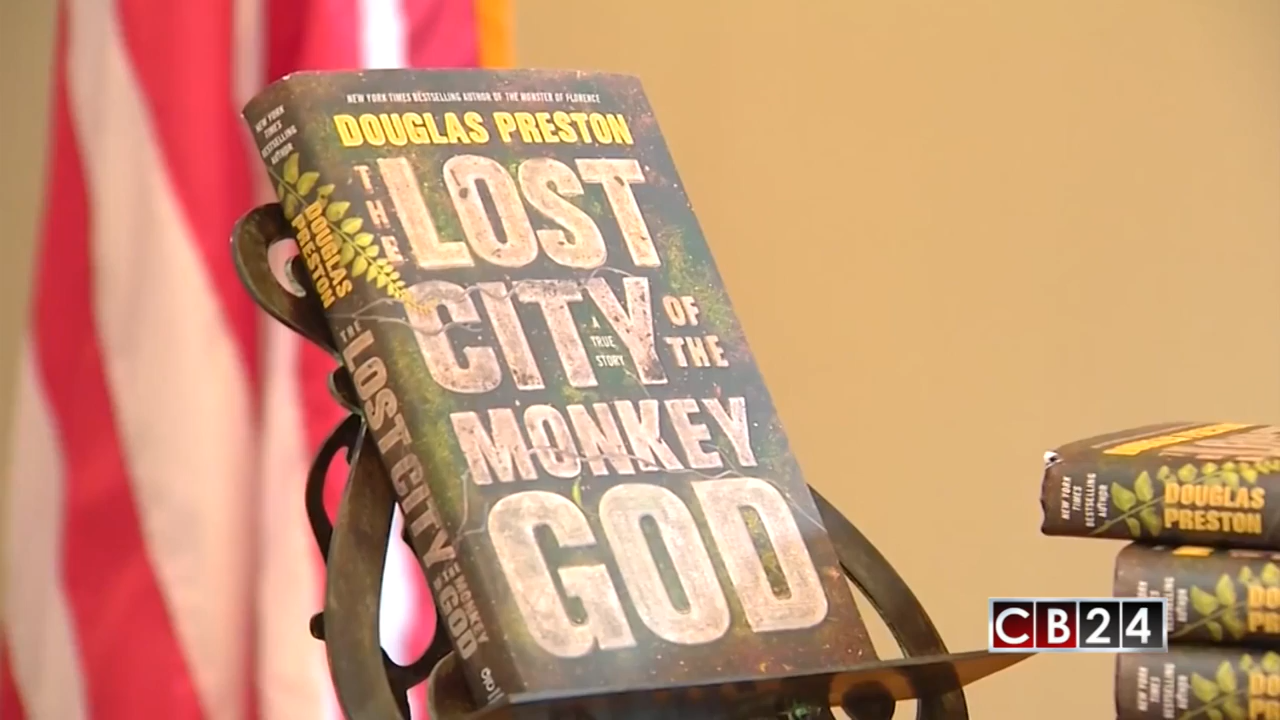 NEW YORK TIMES BESTSELLING AUTHOR OF THE MONSTER OF FLORENCE
DOUGLAS PRESTON
THE LOST
CITY OF THE
A TRUE STORY
MONKEY
GOD
NEW YORK
TIMES
BESTSELLING
AUTHOR
DOUGLAS
PRESTON
THE LOST CITY
OF THE MONKEY
GOD
NEW YORK
TIMES
BESTSELLING
AUTHOR
DOUGLAS
PRESTON
CB24